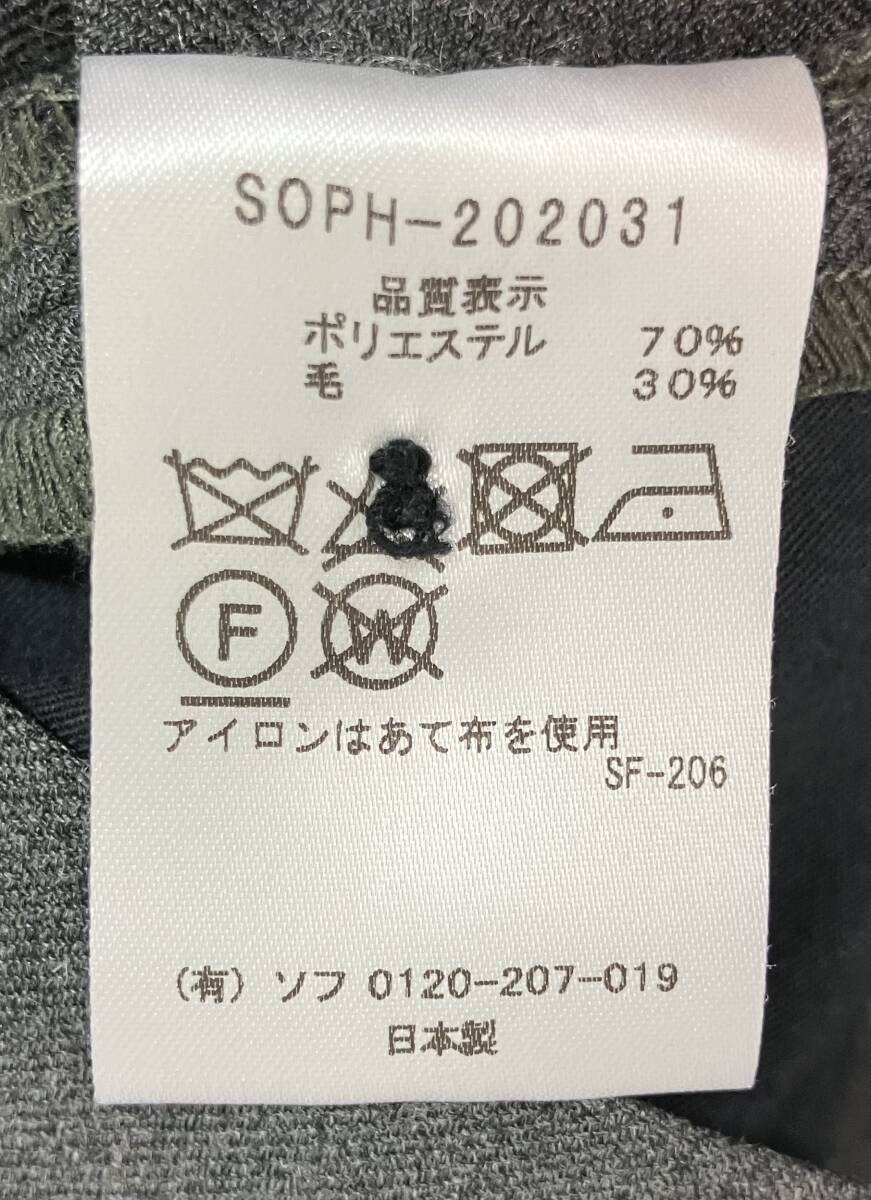 SOPH-202031
品質表示
ポリエステル 70%
毛 30%
F W
アイロンはあて布を使用
SF-206
(有) ソフ 0120-207-019
日本製